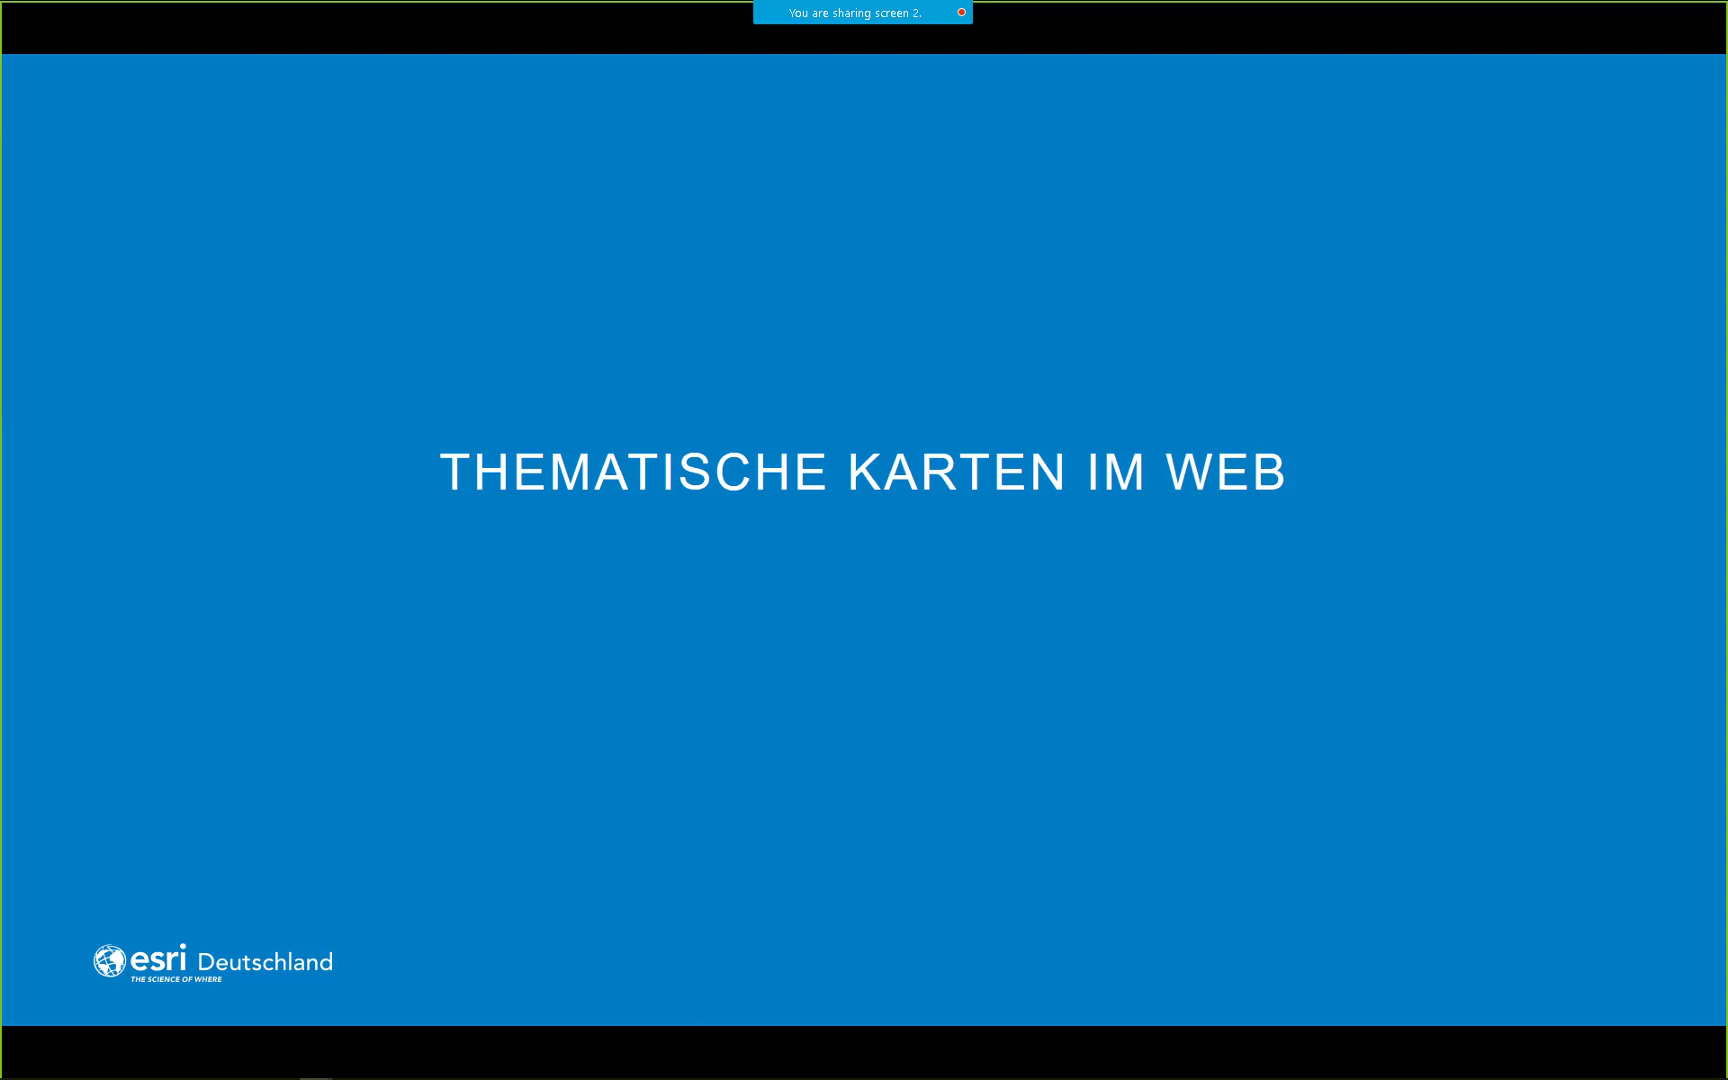 You are sharing screen 2.
THEMATISCHE KARTEN IM WEB
esri Deutschland
THE SCIENCE OF WHERE